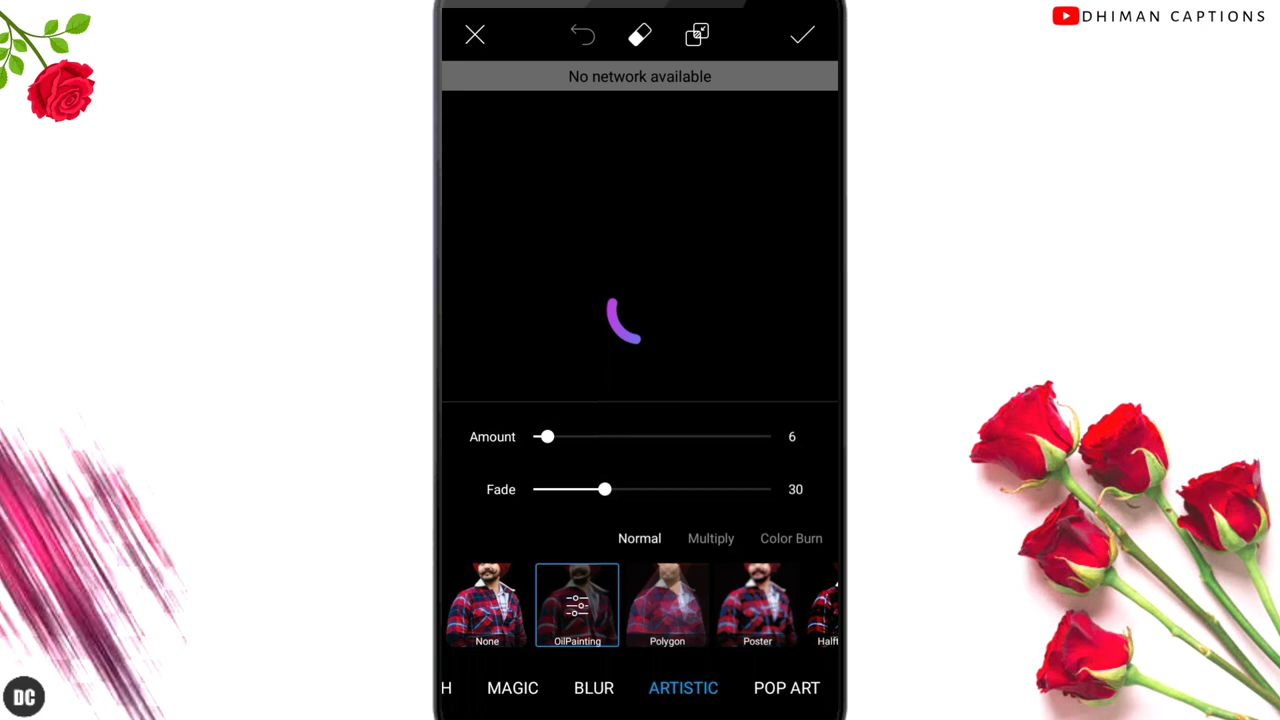 DHIMAN CAPTIONS
No network available
Amount 6
Fade 30
Normal Multiply Color Burn
None OilPainting Polygon Poster Halft
H MAGIC BLUR ARTISTIC POP ART
DC